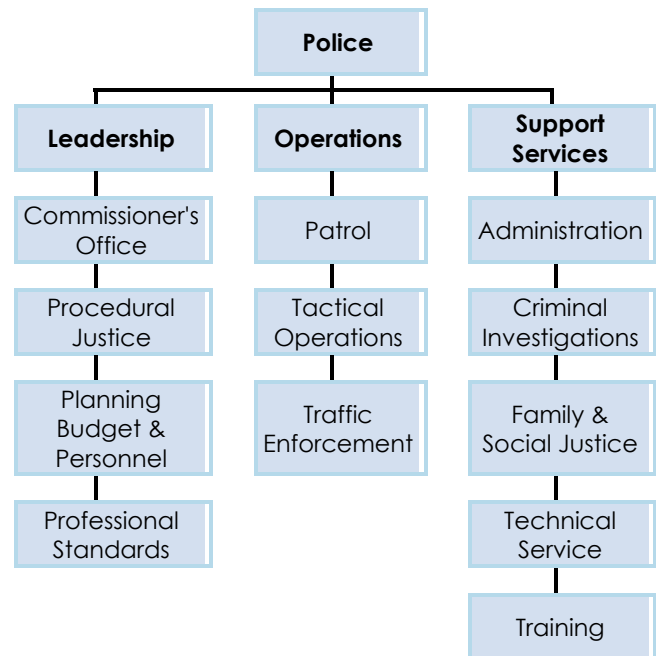 Police
Leadership
Commissioner's
Office
Procedural
Justice
Planning
Budget &
Personnel
Professional
Standards
Operations
Patrol
Tactical
Operations
Traffic
Enforcement
Support
Services
Administration
Criminal
Investigations
Family &
Social Justice
Technical
Service
Training